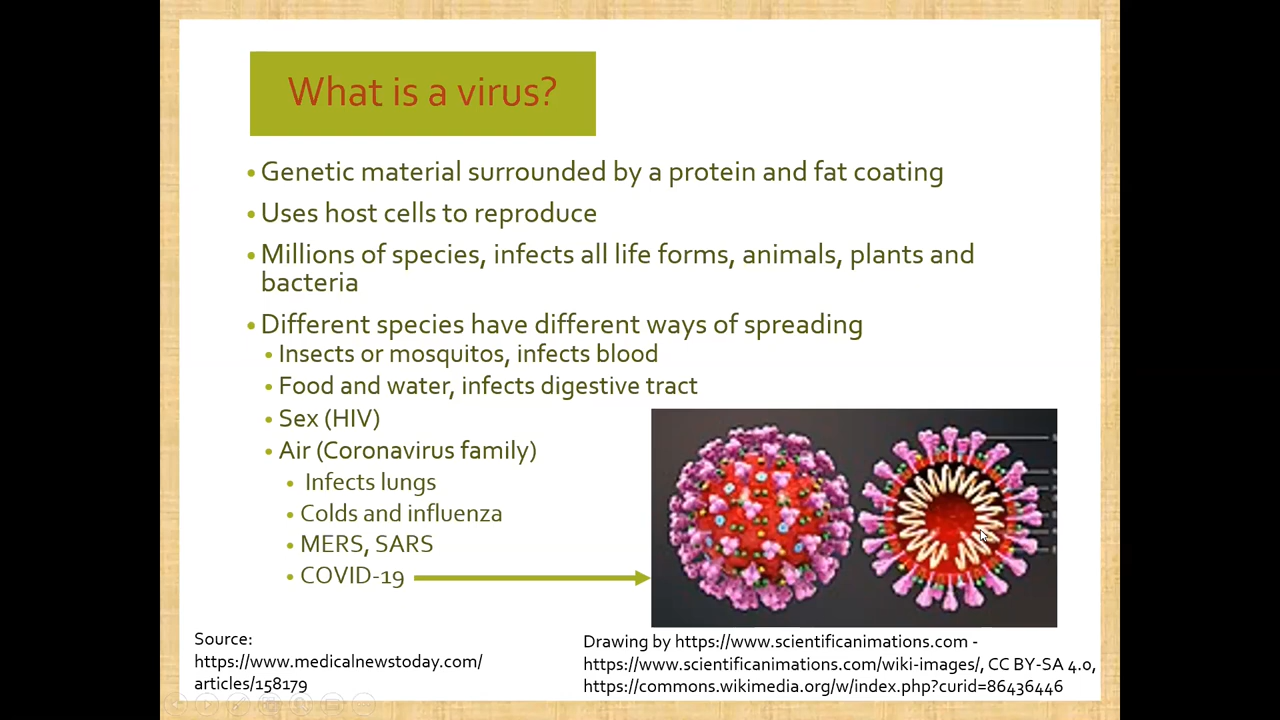 What is a virus?
• Genetic material surrounded by a protein and fat coating
• Uses host cells to reproduce
• Millions of species, infects all life forms, animals, plants and
bacteria
• Different species have different ways of spreading
• Insects or mosquitos, infects blood
• Food and water, infects digestive tract
• Sex (HIV)
• Air (Coronavirus family)
• Infects lungs
• Colds and influenza
• MERS, SARS
• COVID-19
Source:
https://www.medicalnewstoday.com/
articles/158179
Drawing by https://www.scientificanimations.com -
https://www.scientificanimations.com/wiki-images/, CC BY-SA 4.0,
https://commons.wikimedia.org/w/index.php?curid=86436446